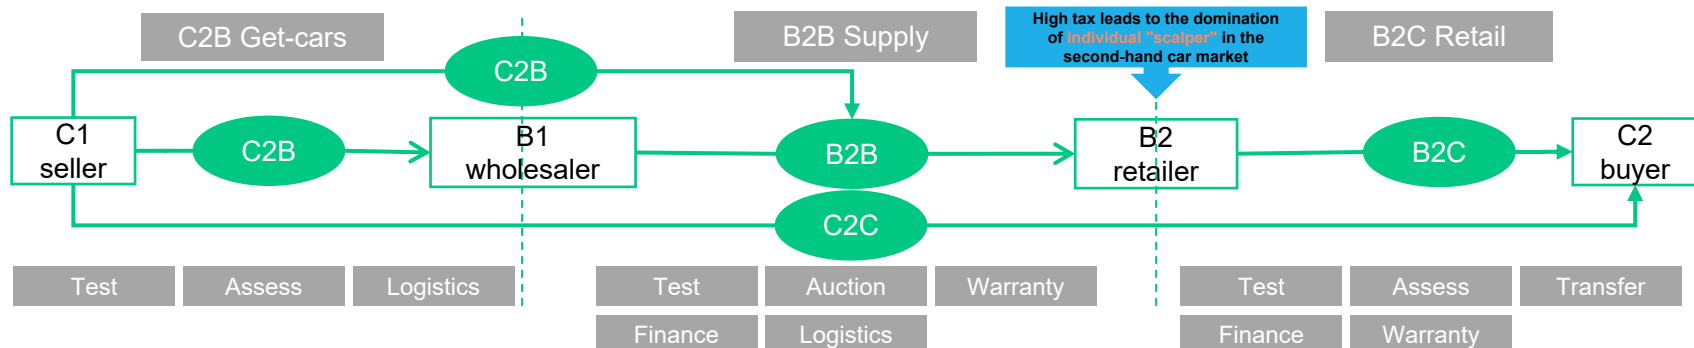 C2B Get-cars
B2B Supply
High tax leads to the domination
of individual "scalper" in the
second-hand car market
B2C Retail
C2B
C1
seller
C2B
B1
wholesaler
B2B
B2
retailer
B2C
C2
buyer
C2C
Test
Assess
Logistics
Test
Auction
Warranty
Finance
Logistics
Test
Assess
Transfer
Finance
Warranty